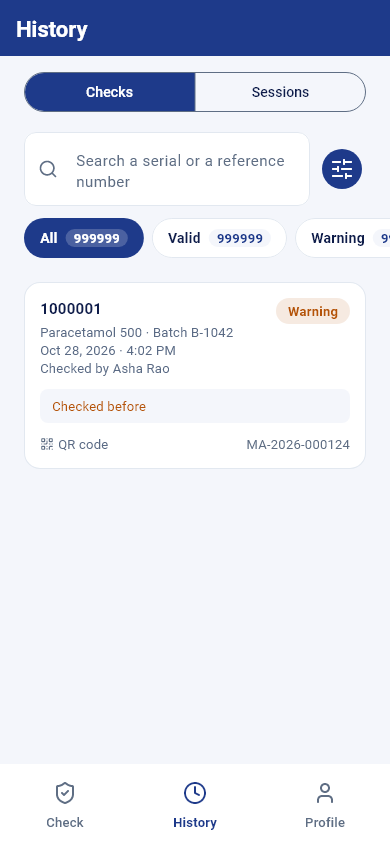 History
Checks
Sessions
Search a serial or a reference
number
All 999999
Valid 999999
Warning
1000001
Warning
Paracetamol 500 · Batch B-1042
Oct 28, 2026 · 4:02 PM
Checked by Asha Rao
Checked before
QR code
MA-2026-000124
Check
History
Profile